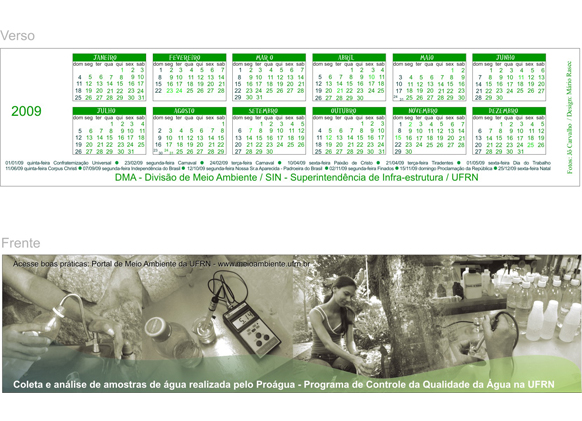 Verso
2009
JANEIRO
dom seg ter qua qui sex sab
1 2 3
4 5 6 7 8 9 10
11 12 13 14 15 16 17
18 19 20 21 22 23 24
25 26 27 28 29 30 31
FEVEREIRO
dom seg ter qua qui sex sab
1 2 3 4 5 6 7
8 9 10 11 12 13 14
15 16 17 18 19 20 21
22 23 24 25 26 27 28
MARÇO
dom seg ter qua qui sex sab
1 2 3 4 5 6 7
8 9 10 11 12 13 14
15 16 17 18 19 20 21
22 23 24 25 26 27 28
29 30 31
ABRIL
dom seg ter qua qui sex sab
1 2 3 4
5 6 7 8 9 10 11
12 13 14 15 16 17 18
19 20 21 22 23 24 25
26 27 28 29 30
MAIO
dom seg ter qua qui sex sab
1 2
3 4 5 6 7 8 9
10 11 12 13 14 15 16
17 18 19 20 21 22 23
25 26 27 28 29
JUNHO
dom seg ter qua qui sex sab
1 2 3 4 5 6
7 8 9 10 11 12 13
14 15 16 17 18 19 20
21 22 23 24 25 26 27
28 29 30
JULHO
dom seg ter qua qui sex sab
1 2 3 4
5 6 7 8 9 10 11
12 13 14 15 16 17 18
19 20 21 22 23 24 25
26 27 28 29 30 31
AGOSTO
dom seg ter qua qui sex sab
1
2 3 4 5 6 7 8
9 10 11 12 13 14 15
16 17 18 19 20 21 22
25 26 27 28 29
SETEMBRO
dom seg ter qua qui sex sab
1 2 3 4 5
6 7 8 9 10 11 12
13 14 15 16 17 18 19
20 21 22 23 24 25 26
27 28 29 30
OUTUBRO
dom seg ter qua qui sex sab
1 2 3
4 5 6 7 8 9 10
11 12 13 14 15 16 17
18 19 20 21 22 23 24
25 26 27 28 29 30 31
NOVEMBRO
dom seg ter qua qui sex sab
1 2 3 4 5 6 7
8 9 10 11 12 13 14
15 16 17 18 19 20 21
22 23 24 25 26 27 28
29 30
DEZEMBRO
dom seg ter qua qui sex sab
1 2 3 4 5
6 7 8 9 10 11 12
13 14 15 16 17 18 19
20 21 22 23 24 25 26
27 28 29 30 31
Fotos: Jô Carvalho / Design: Mário Rasec
01/01/09 quinta-feira Confraternização Universal ● 23/02/09 segunda-feira Carnaval ● 24/02/09 terça-feira Carnaval ● 10/04/09 sexta-feira Paixão de Cristo ● 21/04/09 terça-feira Tiradentes ● 01/05/09 sexta-feira Dia do Trabalho
11/06/09 quinta-feira Corpus Christi ● 07/09/09 segunda-feira Independência do Brasil ● 12/10/09 segunda-feira Nossa Sr.a Aparecida - Padroeira do Brasil ● 02/11/09 segunda-feira Finados ● 15/11/09 domingo Proclamação da República ● 25/12/09 sexta-feira Natal
DMA - Divisão de Meio Ambiente / SIN - Superintendência de Infra-estrutura / UFRN
Frente
Acesse boas práticas: Portal de Meio Ambiente da UFRN - www.meioambiente.ufrn.br
Coleta e análise de amostras de água realizada pelo Proágua - Programa de Controle da Qualidade da Água na UFRN